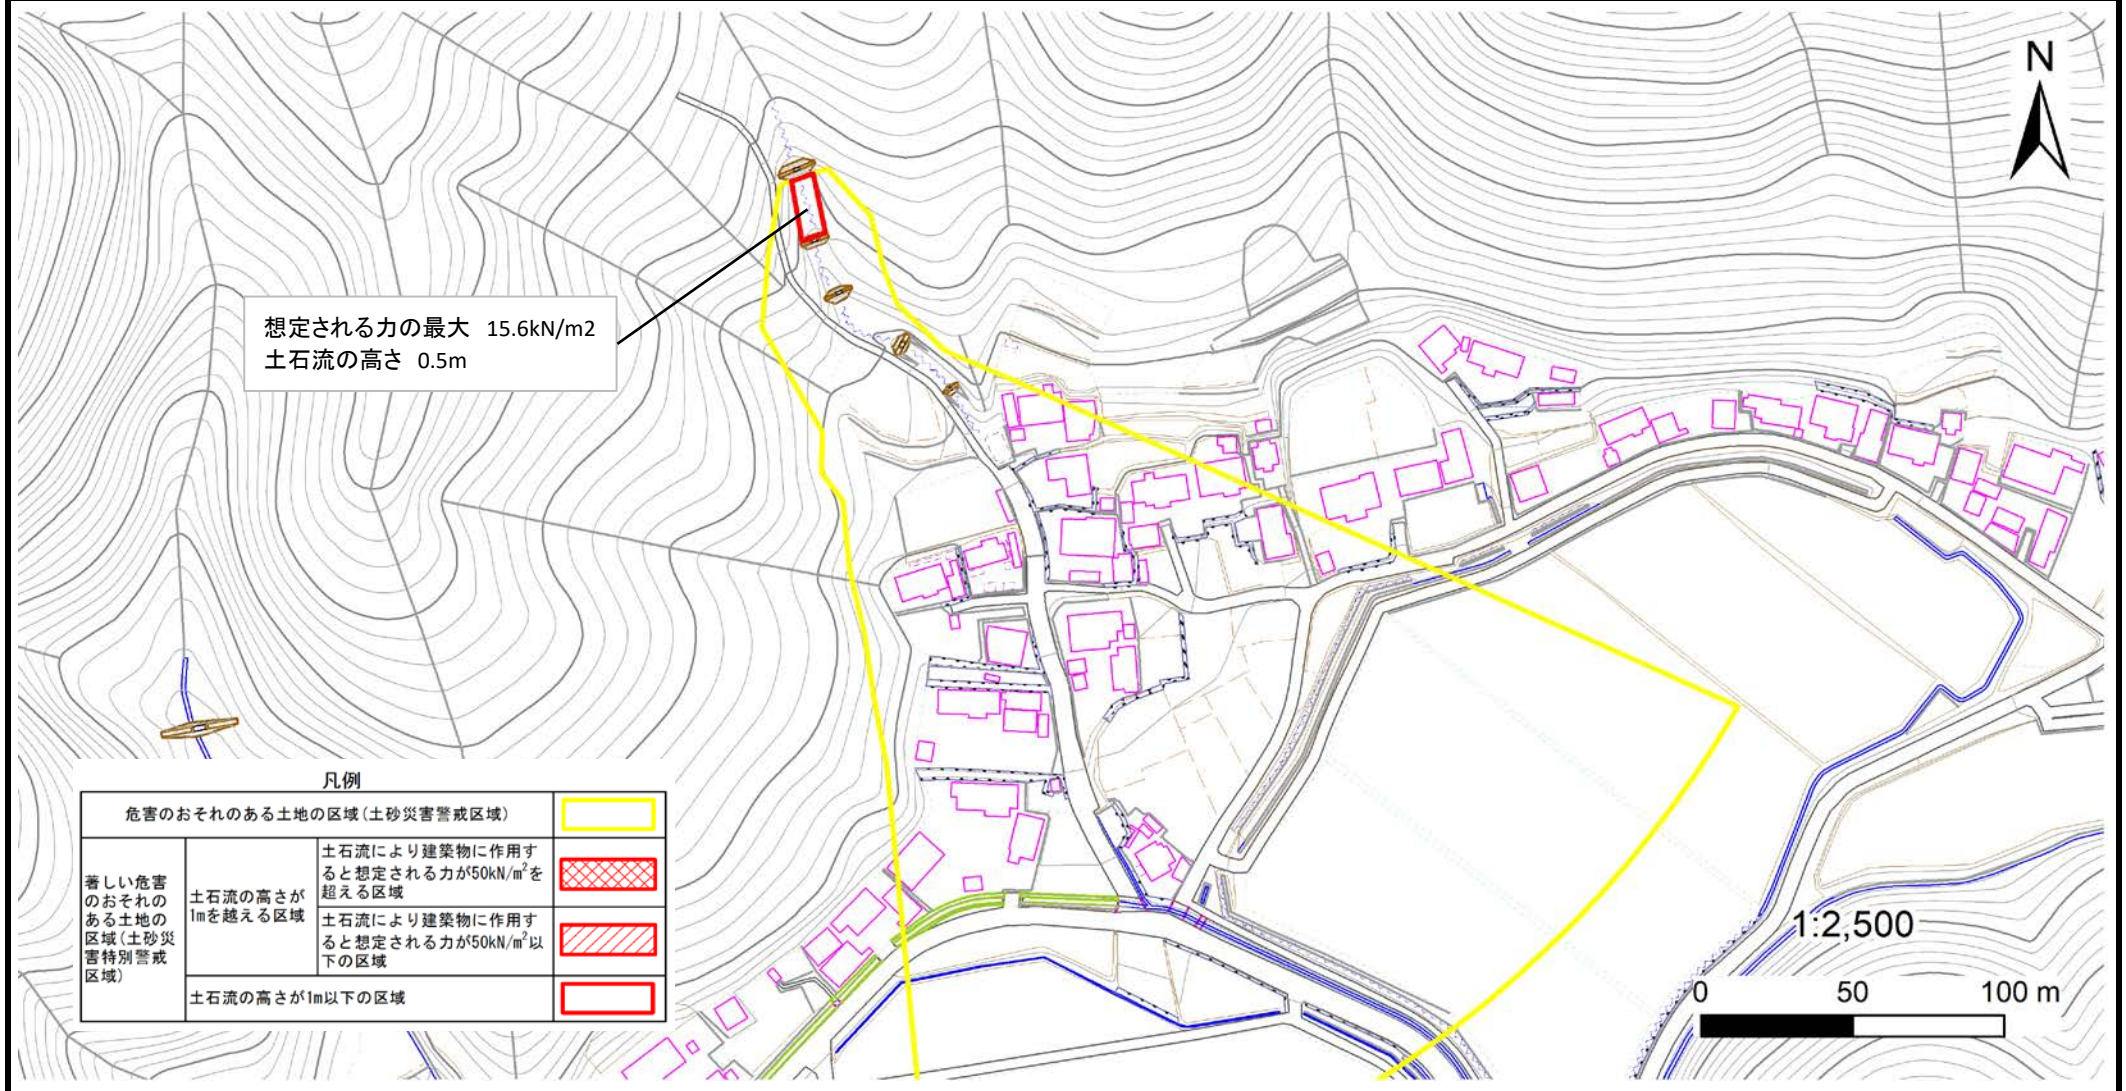 N
想定される力の最大 15.6kN/m2
土石流の高さ 0.5m
凡例
危害のおそれのある土地の区域(土砂災害警戒区域)
著しい危害
のおそれの
ある土地の
区域(土砂災
害特別警戒
区域)
土石流の高さが
1mを越える区域
土石流により建築物に作用す
ると想定される力が50kN/m²を
超える区域
土石流により建築物に作用す
ると想定される力が50kN/m²以
下の区域
土石流の高さが1m以下の区域
1:2,500
0 50 100 m